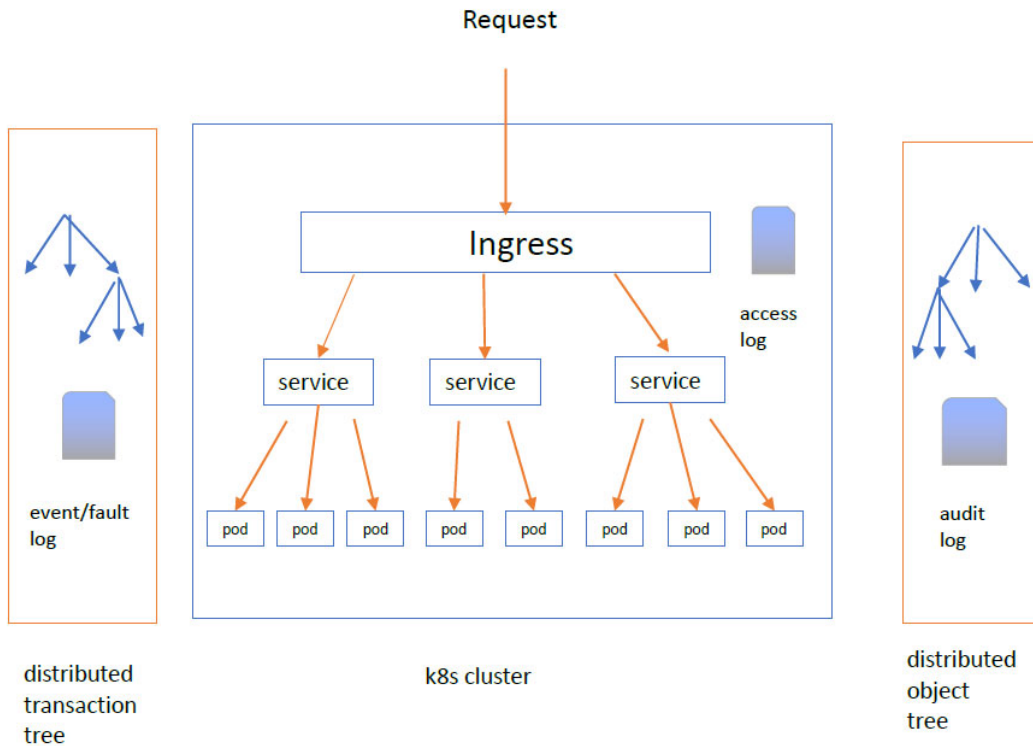 Request
Ingress
access
log
service
service
service
pod
pod
pod
pod
pod
pod
pod
pod
event/fault
log
audit
log
distributed
transaction
tree
k8s cluster
distributed
object
tree